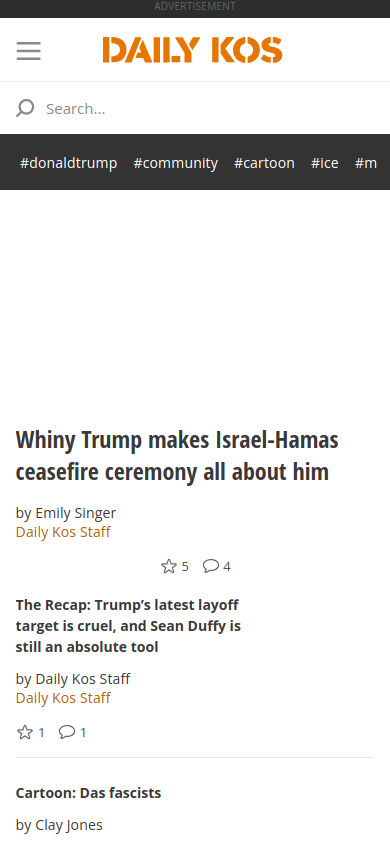 ADVERTISEMENT
DAILY KOS
Search...
#donaldtrump #community #cartoon #ice #m
Whiny Trump makes Israel-Hamas
ceasefire ceremony all about him
by Emily Singer
Daily Kos Staff
5 4
The Recap: Trump’s latest layoff
target is cruel, and Sean Duffy is
still an absolute tool
by Daily Kos Staff
Daily Kos Staff
1 1
Cartoon: Das fascists
by Clay Jones